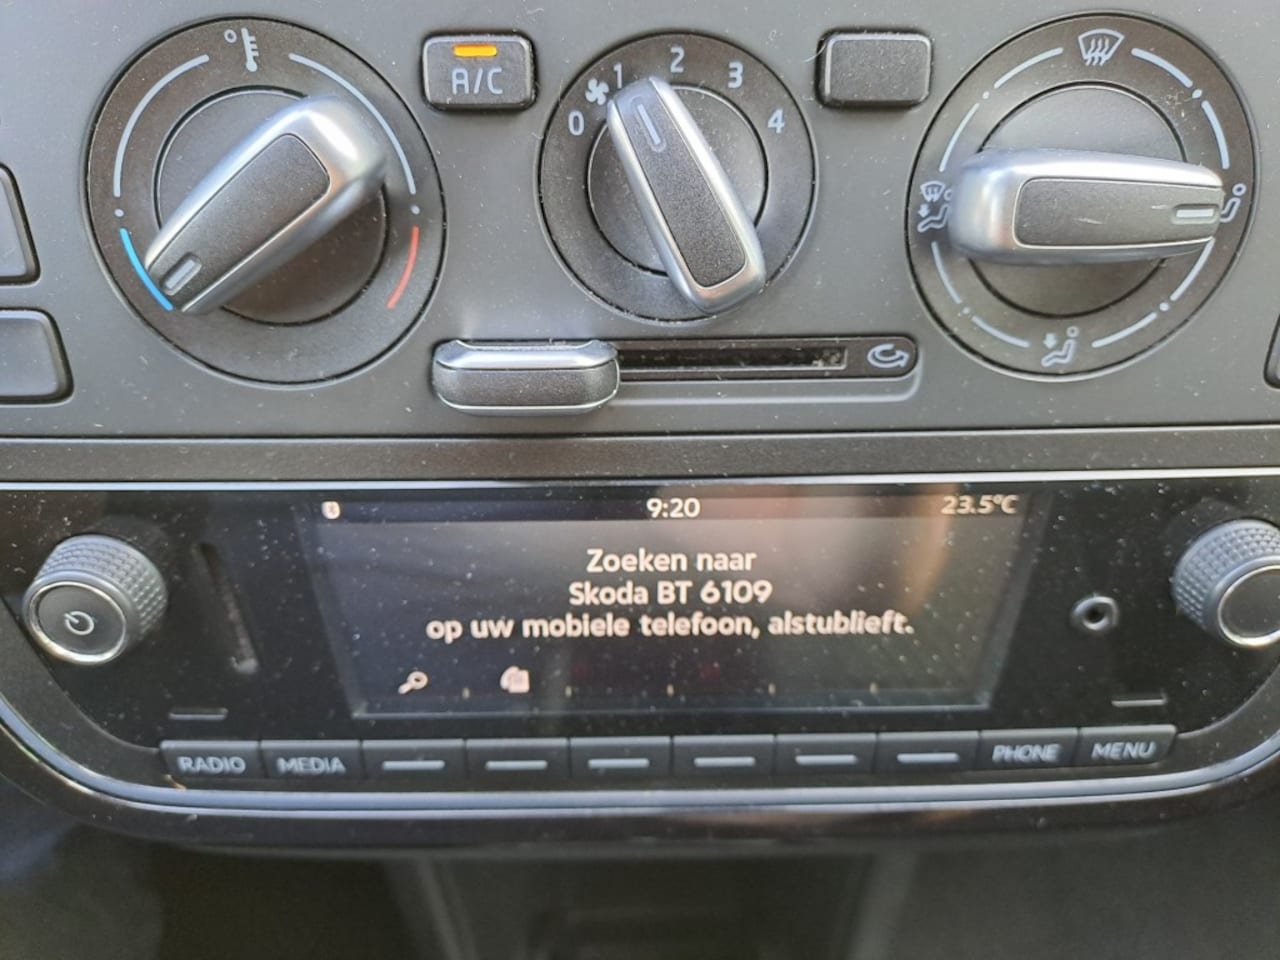 A/C
0 1 2 3 4
9:20 23.5°C
Zoeken naar
Skoda BT 6109
op uw mobiele telefoon, alstublieft.
RADIO MEDIA PHONE MENU